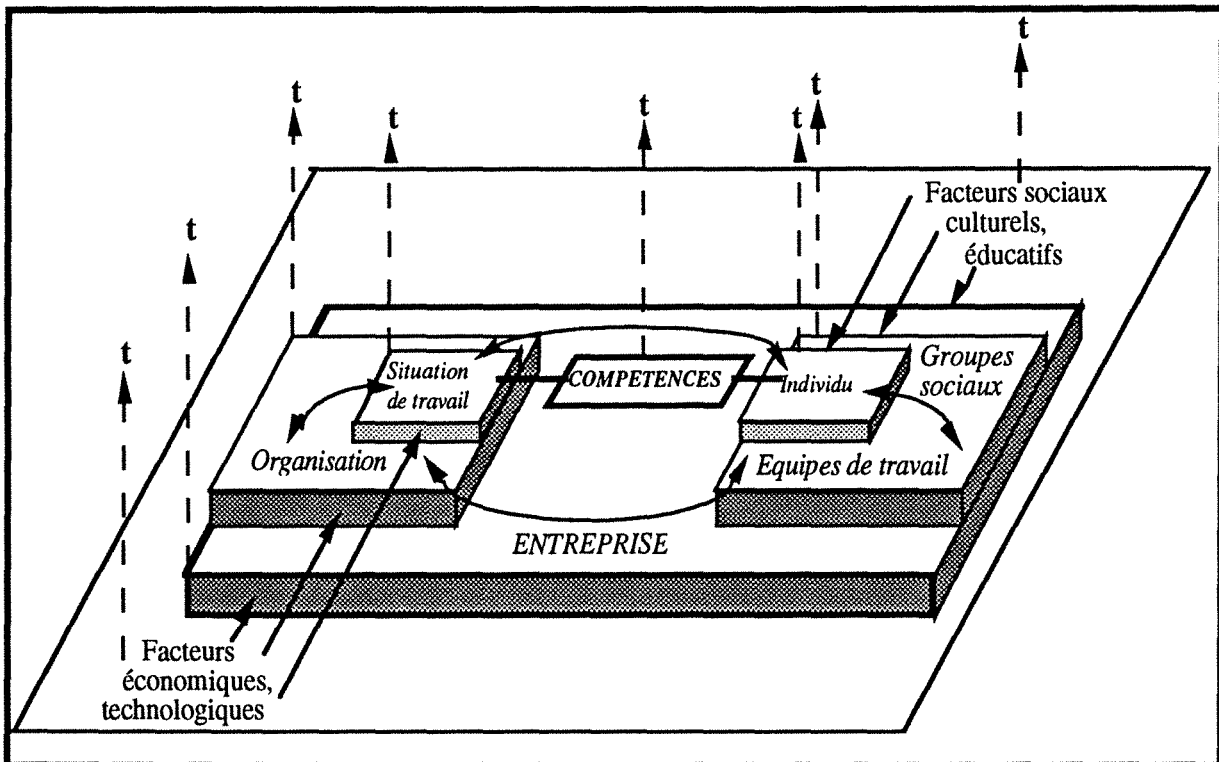 t
t
t
t
t
t
t
t
t
Facteurs sociaux
culturels,
éducatifs
Situation
de travail
COMPETENCES
Individu
Groupes
sociaux
Organisation
Equipes de travail
ENTREPRISE
Facteurs
économiques,
technologiques